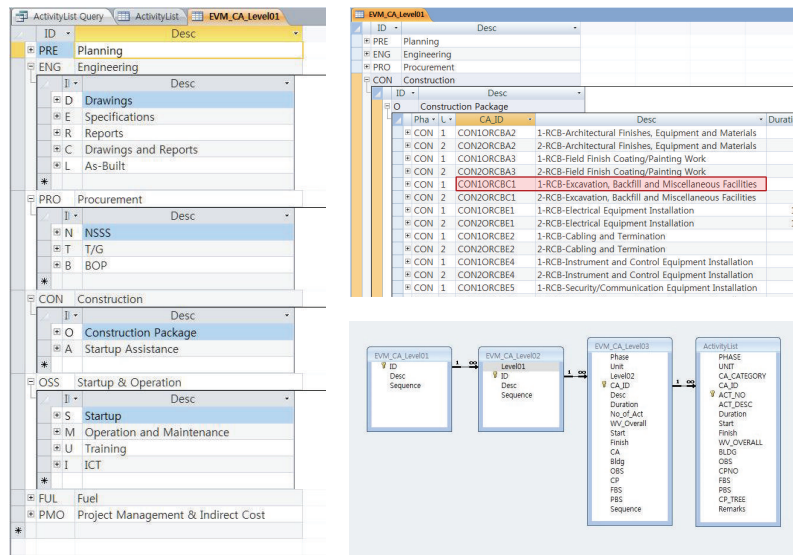 ActivityList Query ActivityList EVM_CA_Level01
ID Desc
PRE Planning
ENG Engineering
Desc
D Drawings
E Specifications
R Reports
C Drawings and Reports
L As-Built
*
PRO Procurement
Desc
N NSSS
T T/G
B BOP
*
CON Construction
Desc
O Construction Package
A Startup Assistance
*
OSS Startup & Operation
Desc
S Startup
M Operation and Maintenance
U Training
I ICT
*
FUL Fuel
PMO Project Management & Indirect Cost
*
EVM_CA_Level01
ID Desc
PRE Planning
ENG Engineering
PRO Procurement
CON Construction
ID Desc
O Construction Package
Pha L CA_ID Desc Durati
CON 1 CON1ORCBA2 1-RCB-Architectural Finishes, Equipment and Materials
CON 2 CON2ORCBA2 2-RCB-Architectural Finishes, Equipment and Materials
CON 1 CON1ORCBA3 1-RCB-Field Finish Coating/Painting Work
CON 2 CON2ORCBA3 2-RCB-Field Finish Coating/Painting Work
CON 1 CON1ORCBC1 1-RCB-Excavation, Backfill and Miscellaneous Facilities
CON 2 CON2ORCBC1 2-RCB-Excavation, Backfill and Miscellaneous Facilities
CON 1 CON1ORCBE1 1-RCB-Electrical Equipment Installation
CON 2 CON2ORCBE1 2-RCB-Electrical Equipment Installation
CON 1 CON1ORCBE2 1-RCB-Cabling and Termination
CON 2 CON2ORCBE2 2-RCB-Cabling and Termination
CON 1 CON1ORCBE4 1-RCB-Instrument and Control Equipment Installation
CON 2 CON2ORCBE4 2-RCB-Instrument and Control Equipment Installation
CON 1 CON1ORCBE5 1-RCB-Security/Communication Equipment Installation
EVM_CA_Level01
ID
Desc
Sequence
1 ∞
EVM_CA_Level02
Level01
ID
Desc
Sequence
1 ∞
EVM_CA_Level03
Phase
Unit
Level02
CA_ID
Desc
Duration
No_of_Act
WV_Overall
Start
Finish
CA
Bldg
OBS
CP
FBS
PBS
Sequence
1 ∞
ActivityList
PHASE
UNIT
CA_CATEGORY
CA_ID
ACT_NO
ACT_DESC
Duration
Start
Finish
WV_OVERALL
BLDG
OBS
CPNO
FBS
PBS
CP_TREE
Remarks